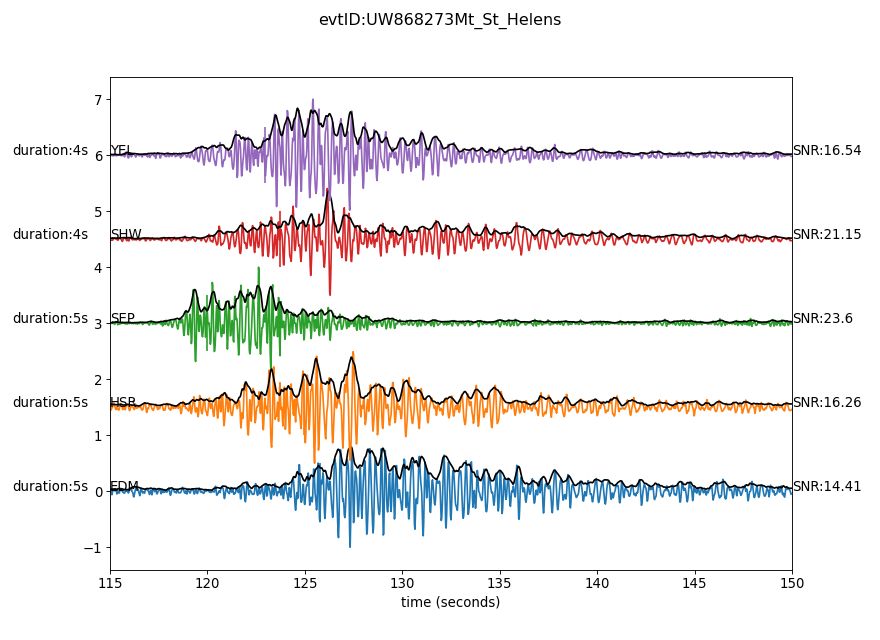 evtID:UW868273Mt_St_Helens
7
duration:4s YEL SNR:16.54
6
5
duration:4s SHW SNR:21.15
4
duration:5s SEP SNR:23.6
3
2
duration:5s HSR SNR:16.26
1
duration:5s EDM SNR:14.41
0
−1
115 120 125 130 135 140 145 150
time (seconds)